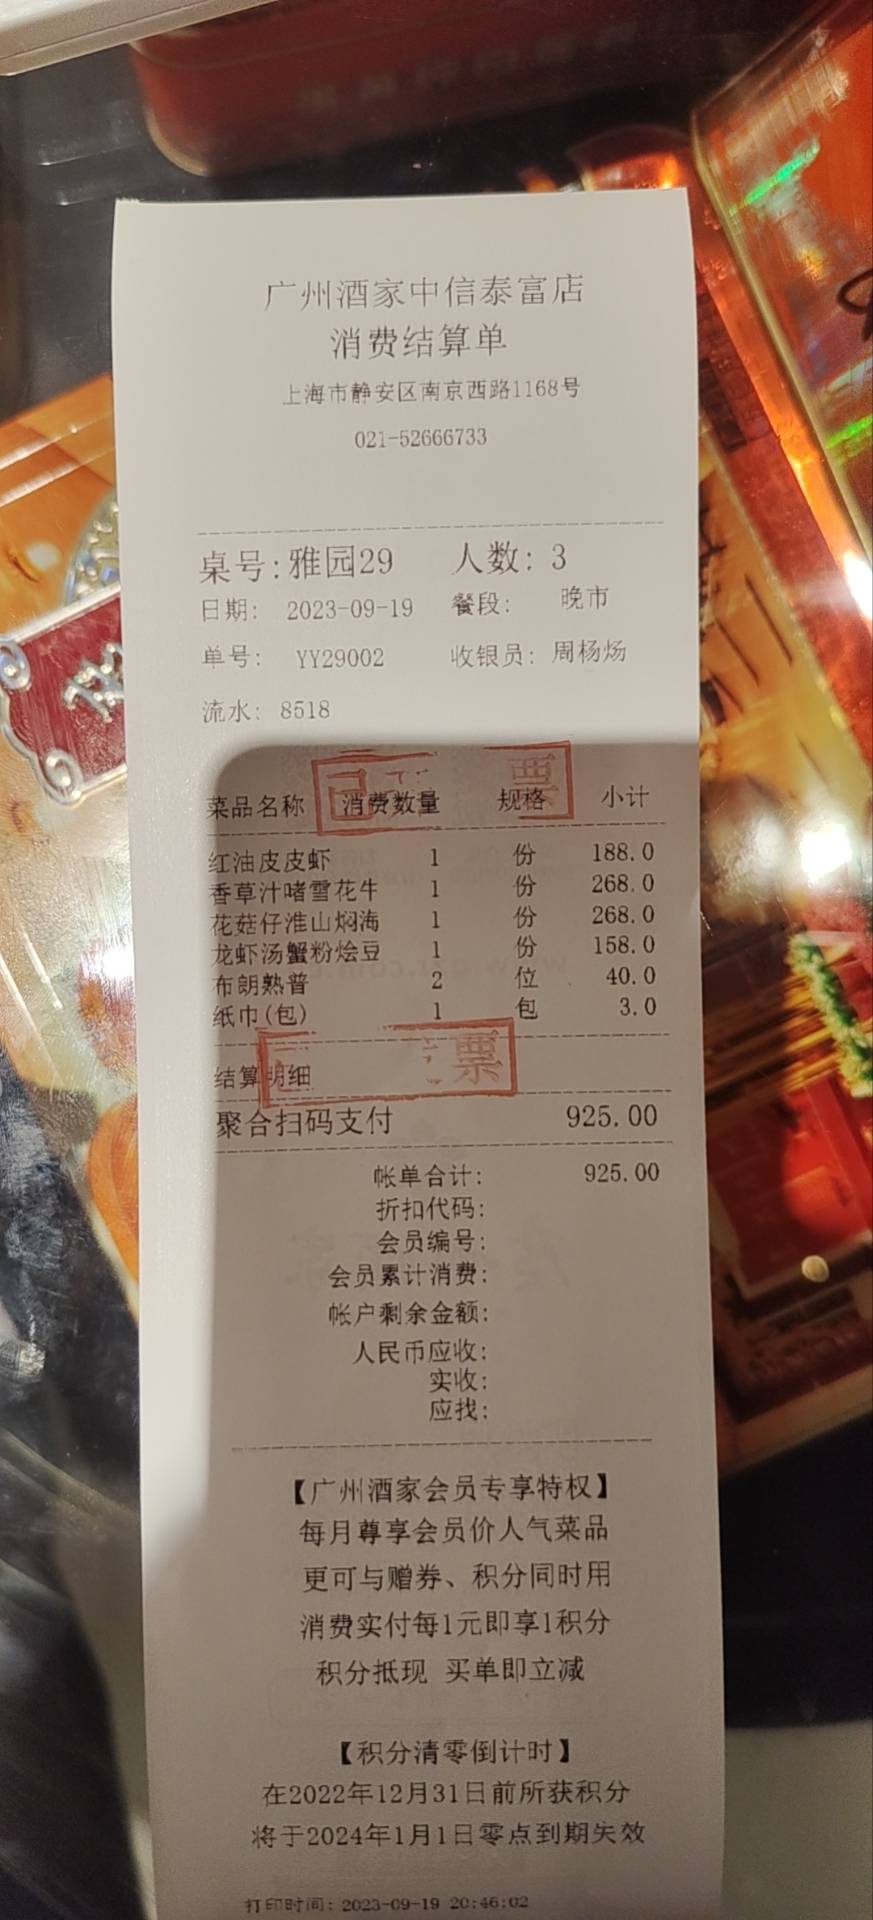 广州酒家中信泰富店
消费结算单
上海市静安区南京西路1168号
021-52666733
桌号:雅园29 人数: 3
日期: 2023-09-19 餐段: 晚市
单号: YY29002 收银员: 周杨炀
流水: 8518
已 票
菜品名称 消费数量 规格 小计
红油皮皮虾 1 份 188.0
香草汁啫雪花牛 1 份 268.0
花菇仔淮山焖海 1 份 268.0
龙虾汤蟹粉烩豆 1 份 158.0
布朗熟普 2 位 40.0
纸巾(包) 1 包 3.0
票
结算明细
聚合扫码支付 925.00
帐单合计: 925.00
折扣代码:
会员编号:
会员累计消费:
帐户剩余金额:
人民币应收:
实收:
应找:
【广州酒家会员专享特权】
每月尊享会员价人气菜品
更可与赠券、积分同时用
消费实付每1元即享1积分
积分抵现 买单即立减
【积分清零倒计时】
在2022年12月31日前所获积分
将于2024年1月1日零点到期失效
打印时间: 2023-09-19 20:46:02